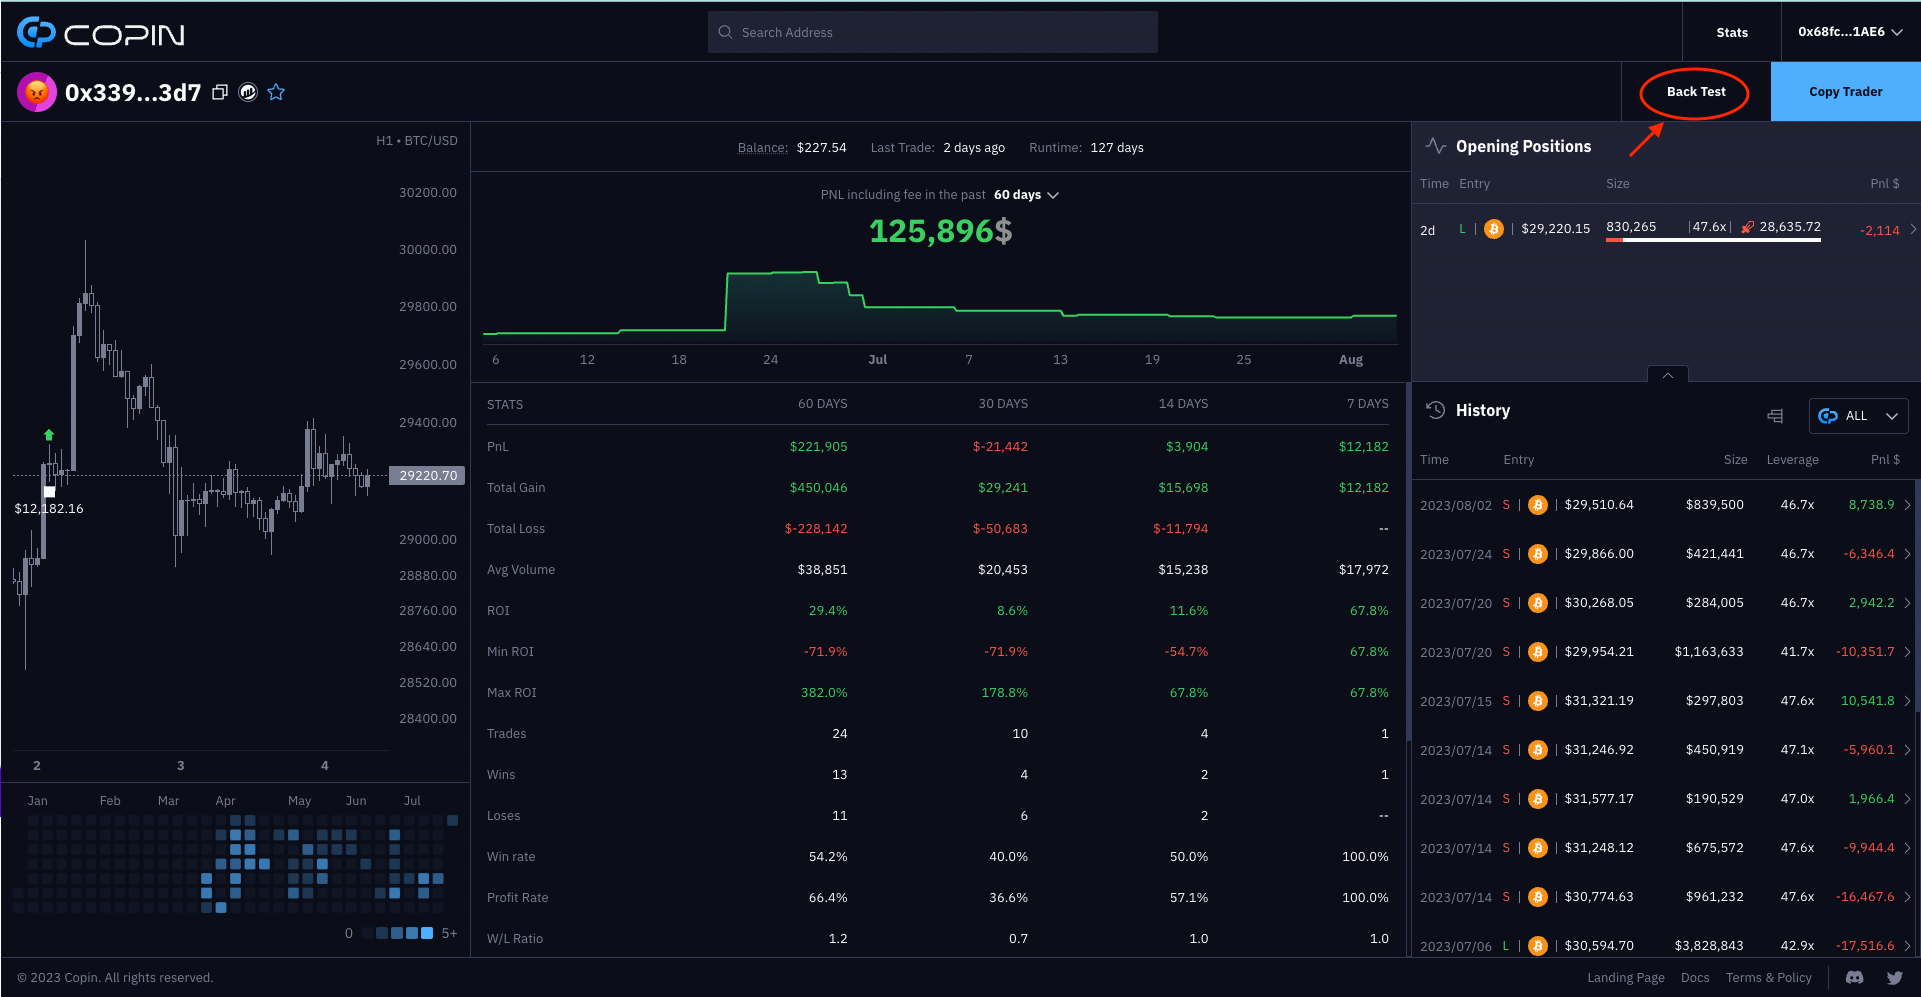 COPIN
Search Address
Stats
0x68fc...1AE6
0x339...3d7
Back Test
Copy Trader
H1 • BTC/USD
30200.00
30000.00
29800.00
29600.00
29400.00
29220.70
29000.00
28880.00
28760.00
28640.00
28520.00
28400.00
$12,182.16
2 3 4
Jan Feb Mar Apr May Jun Jul
0 5+
Balance: $227.54 Last Trade: 2 days ago Runtime: 127 days
PNL including fee in the past 60 days
125,896$
6 12 18 24 Jul 7 13 19 25 Aug
STATS 60 DAYS 30 DAYS 14 DAYS 7 DAYS
PnL $221,905 $-21,442 $3,904 $12,182
Total Gain $450,046 $29,241 $15,698 $12,182
Total Loss $-228,142 $-50,683 $-11,794 --
Avg Volume $38,851 $20,453 $15,238 $17,972
ROI 29.4% 8.6% 11.6% 67.8%
Min ROI -71.9% -71.9% -54.7% 67.8%
Max ROI 382.0% 178.8% 67.8% 67.8%
Trades 24 10 4 1
Wins 13 4 2 1
Loses 11 6 2 --
Win rate 54.2% 40.0% 50.0% 100.0%
Profit Rate 66.4% 36.6% 57.1% 100.0%
W/L Ratio 1.2 0.7 1.0 1.0
Opening Positions
Time Entry Size Pnl $
2d L | | $29,220.15 830,265 |47.6x| 28,635.72 -2,114
History
ALL
Time Entry Size Leverage Pnl $
2023/08/02 S | | $29,510.64 $839,500 46.7x 8,738.9
2023/07/24 S | | $29,866.00 $421,441 46.7x -6,346.4
2023/07/20 S | | $30,268.05 $284,005 46.7x 2,942.2
2023/07/20 S | | $29,954.21 $1,163,633 41.7x -10,351.7
2023/07/15 S | | $31,321.19 $297,803 47.6x 10,541.8
2023/07/14 S | | $31,246.92 $450,919 47.1x -5,960.1
2023/07/14 S | | $31,577.17 $190,529 47.0x 1,966.4
2023/07/14 S | | $31,248.12 $675,572 47.6x -9,944.4
2023/07/14 S | | $30,774.63 $961,232 47.6x -16,467.6
2023/07/06 L | | $30,594.70 $3,828,843 42.9x -17,516.6
© 2023 Copin. All rights reserved.
Landing Page Docs Terms & Policy